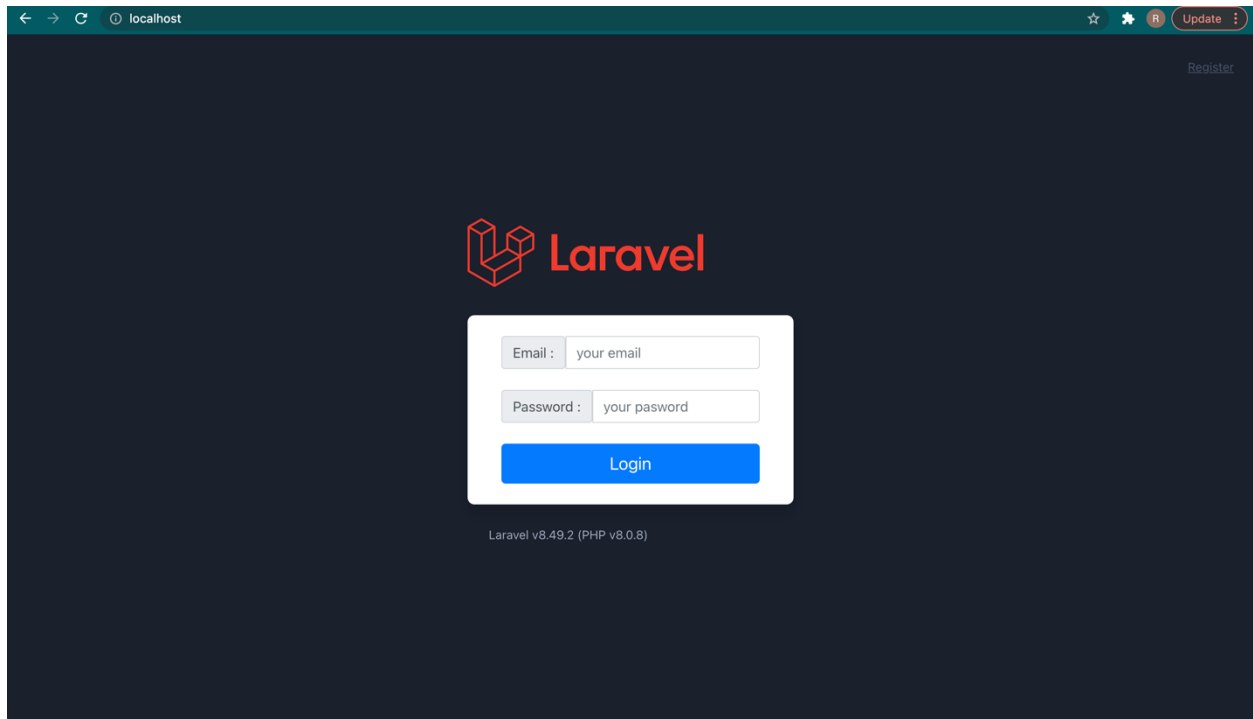 localhost
R
Update
Register
Laravel
Email : your email
Password : your pasword
Login
Laravel v8.49.2 (PHP v8.0.8)